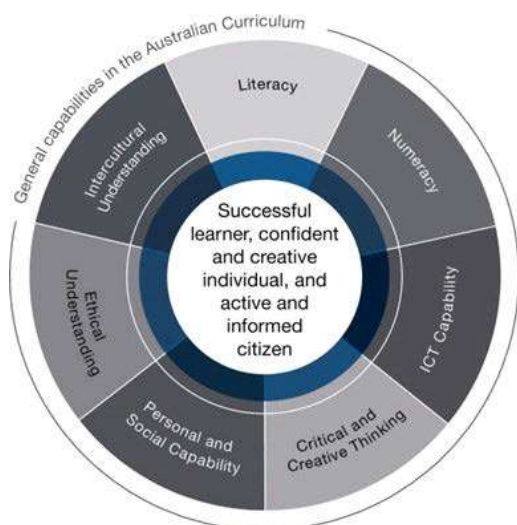 General capabilities in the Australian Curriculum
Literacy
Numeracy
ICT Capability
Critical and
Creative Thinking
Personal and
Social Capability
Ethical
Understanding
Intercultural
Understanding
Successful
learner, confident
and creative
individual, and
active and
informed
citizen